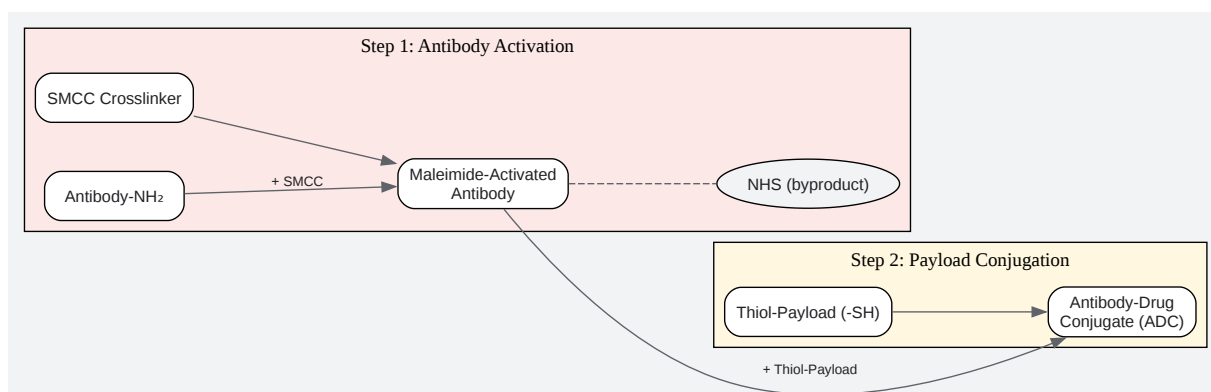 Step 1: Antibody Activation
SMCC Crosslinker
Antibody-NH₂
+ SMCC
Maleimide-Activated
Antibody
NHS (byproduct)
Step 2: Payload Conjugation
Thiol-Payload (-SH)
Antibody-Drug
Conjugate (ADC)
+ Thiol-Payload